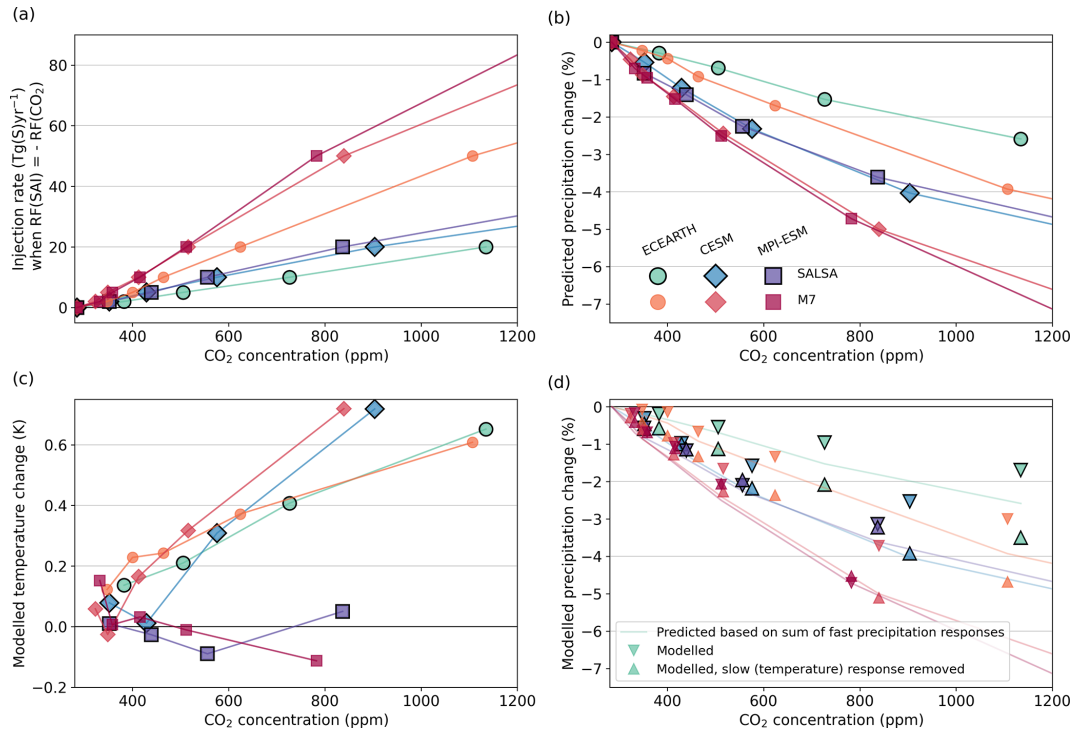 (a)
Injection rate (Tg(S)yr⁻¹)
when RF(SAI) = - RF(CO₂)
80
60
40
20
0
400
600
800
1000
1200
CO₂ concentration (ppm)
(b)
Predicted precipitation change (%)
0
−1
−2
−3
−4
−5
−6
−7
ECEARTH
CESM
MPI-ESM
SALSA
M7
400
600
800
1000
1200
CO₂ concentration (ppm)
(c)
Modelled temperature change (K)
0.6
0.4
0.2
0.0
−0.2
400
600
800
1000
1200
CO₂ concentration (ppm)
(d)
Modelled precipitation change (%)
0
−1
−2
−3
−4
−5
−6
−7
Predicted based on sum of fast precipitation responses
Modelled
Modelled, slow (temperature) response removed
400
600
800
1000
1200
CO₂ concentration (ppm)